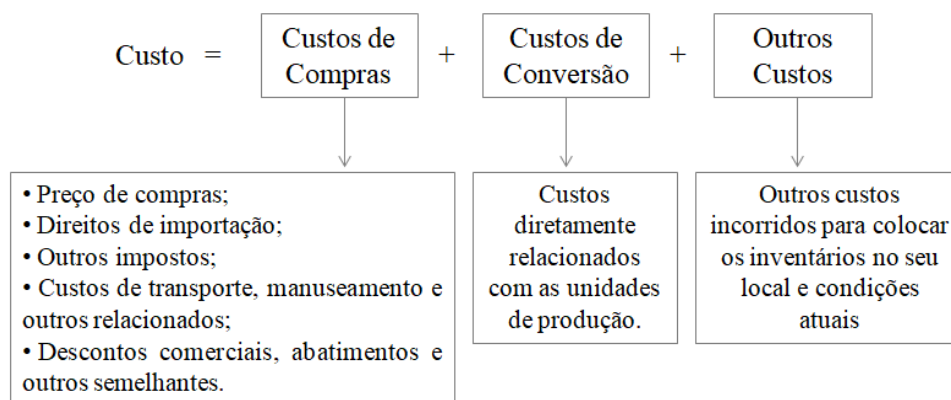 Custo = Custos de Compras + Custos de Conversão + Outros Custos
• Preço de compras;
• Direitos de importação;
• Outros impostos;
• Custos de transporte, manuseamento e
outros relacionados;
• Descontos comerciais, abatimentos e
outros semelhantes.
Custos
diretamente
relacionados
com as unidades
de produção.
Outros custos
incorridos para colocar
os inventários no seu
local e condições
atuais